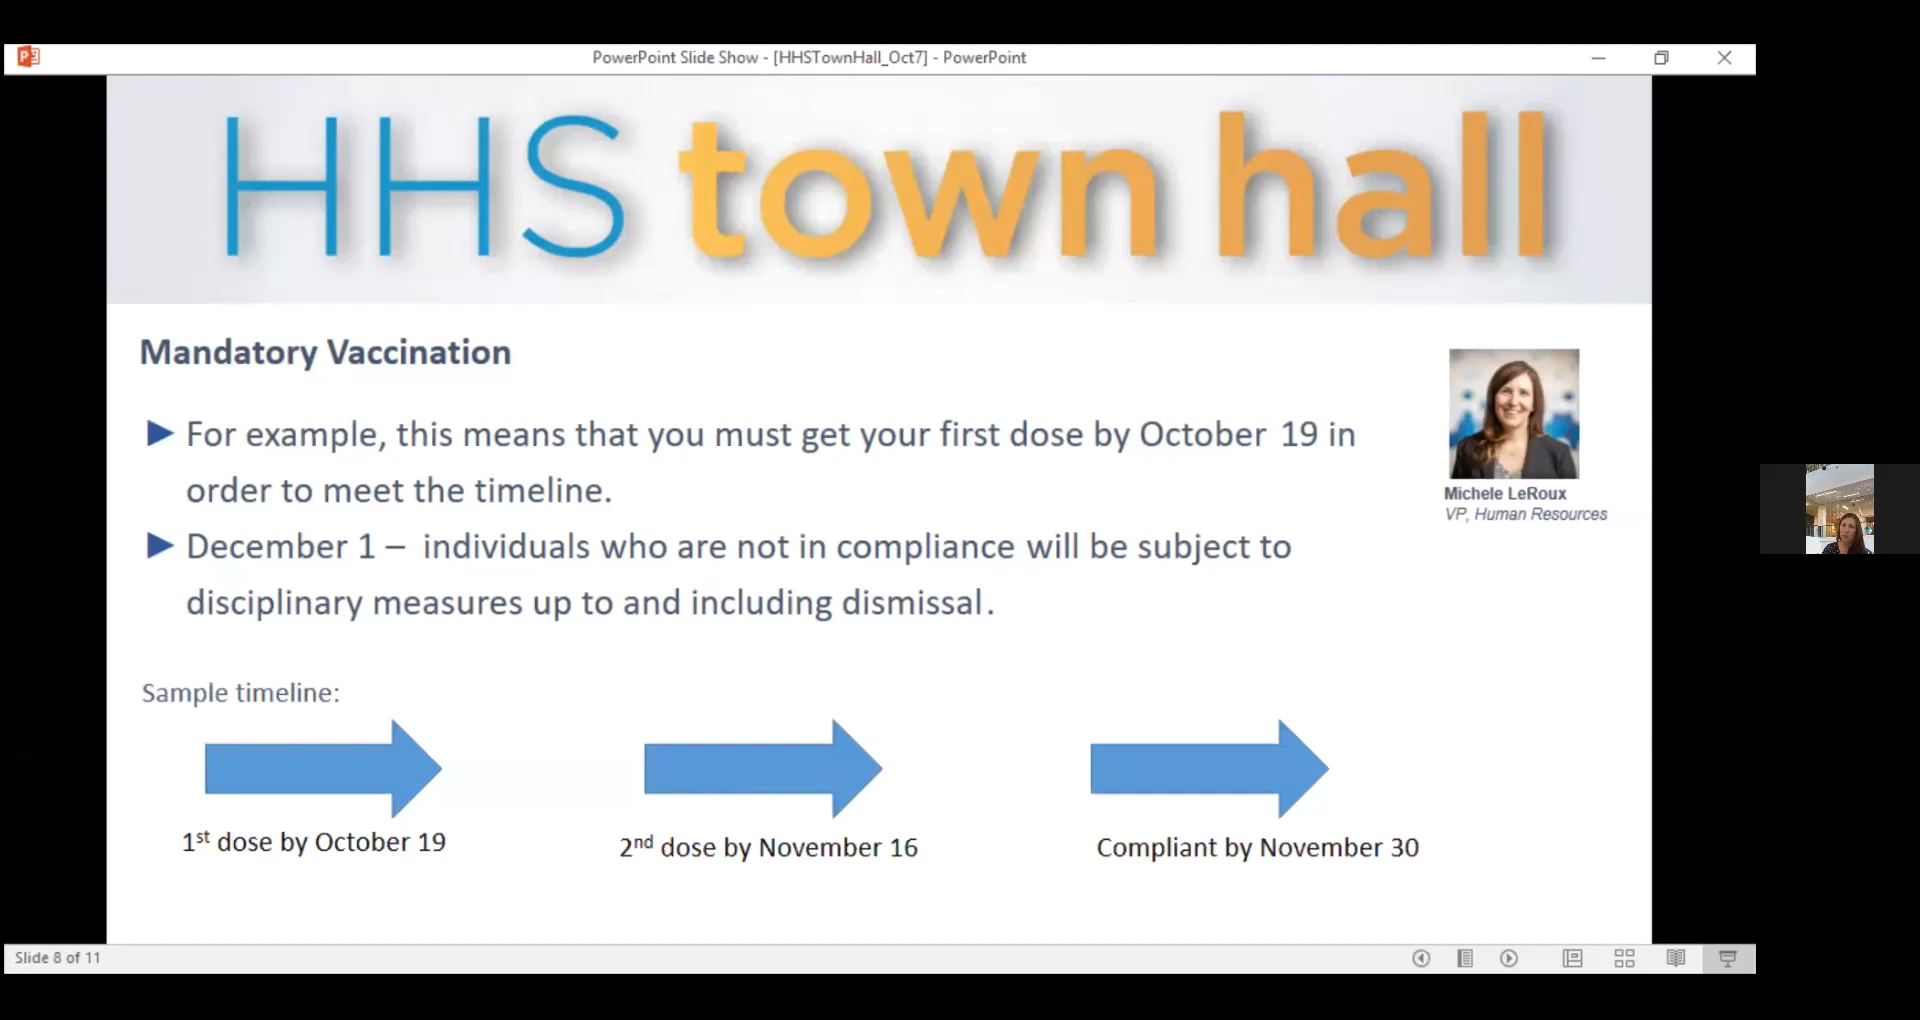 PowerPoint Slide Show - [HHSTownHall_Oct7] - PowerPoint
HHS town hall
Mandatory Vaccination
▶ For example, this means that you must get your first dose by October 19 in
order to meet the timeline.
▶ December 1 – individuals who are not in compliance will be subject to
disciplinary measures up to and including dismissal.
Michele LeRoux
VP, Human Resources
Sample timeline:
1st dose by October 19
2nd dose by November 16
Compliant by November 30
Slide 8 of 11